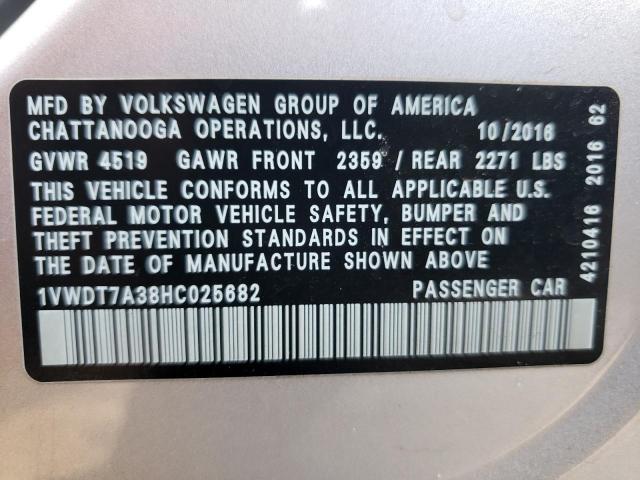 MFD BY VOLKSWAGEN GROUP OF AMERICA
CHATTANOOGA OPERATIONS, LLC. 10/2016
GVWR 4519 GAWR FRONT 2359 / REAR 2271 LBS
THIS VEHICLE CONFORMS TO ALL APPLICABLE U.S.
FEDERAL MOTOR VEHICLE SAFETY, BUMPER AND
THEFT PREVENTION STANDARDS IN EFFECT ON
THE DATE OF MANUFACTURE SHOWN ABOVE
1VWDT7A38HC025682 PASSENGER CAR
4210416 2016 62